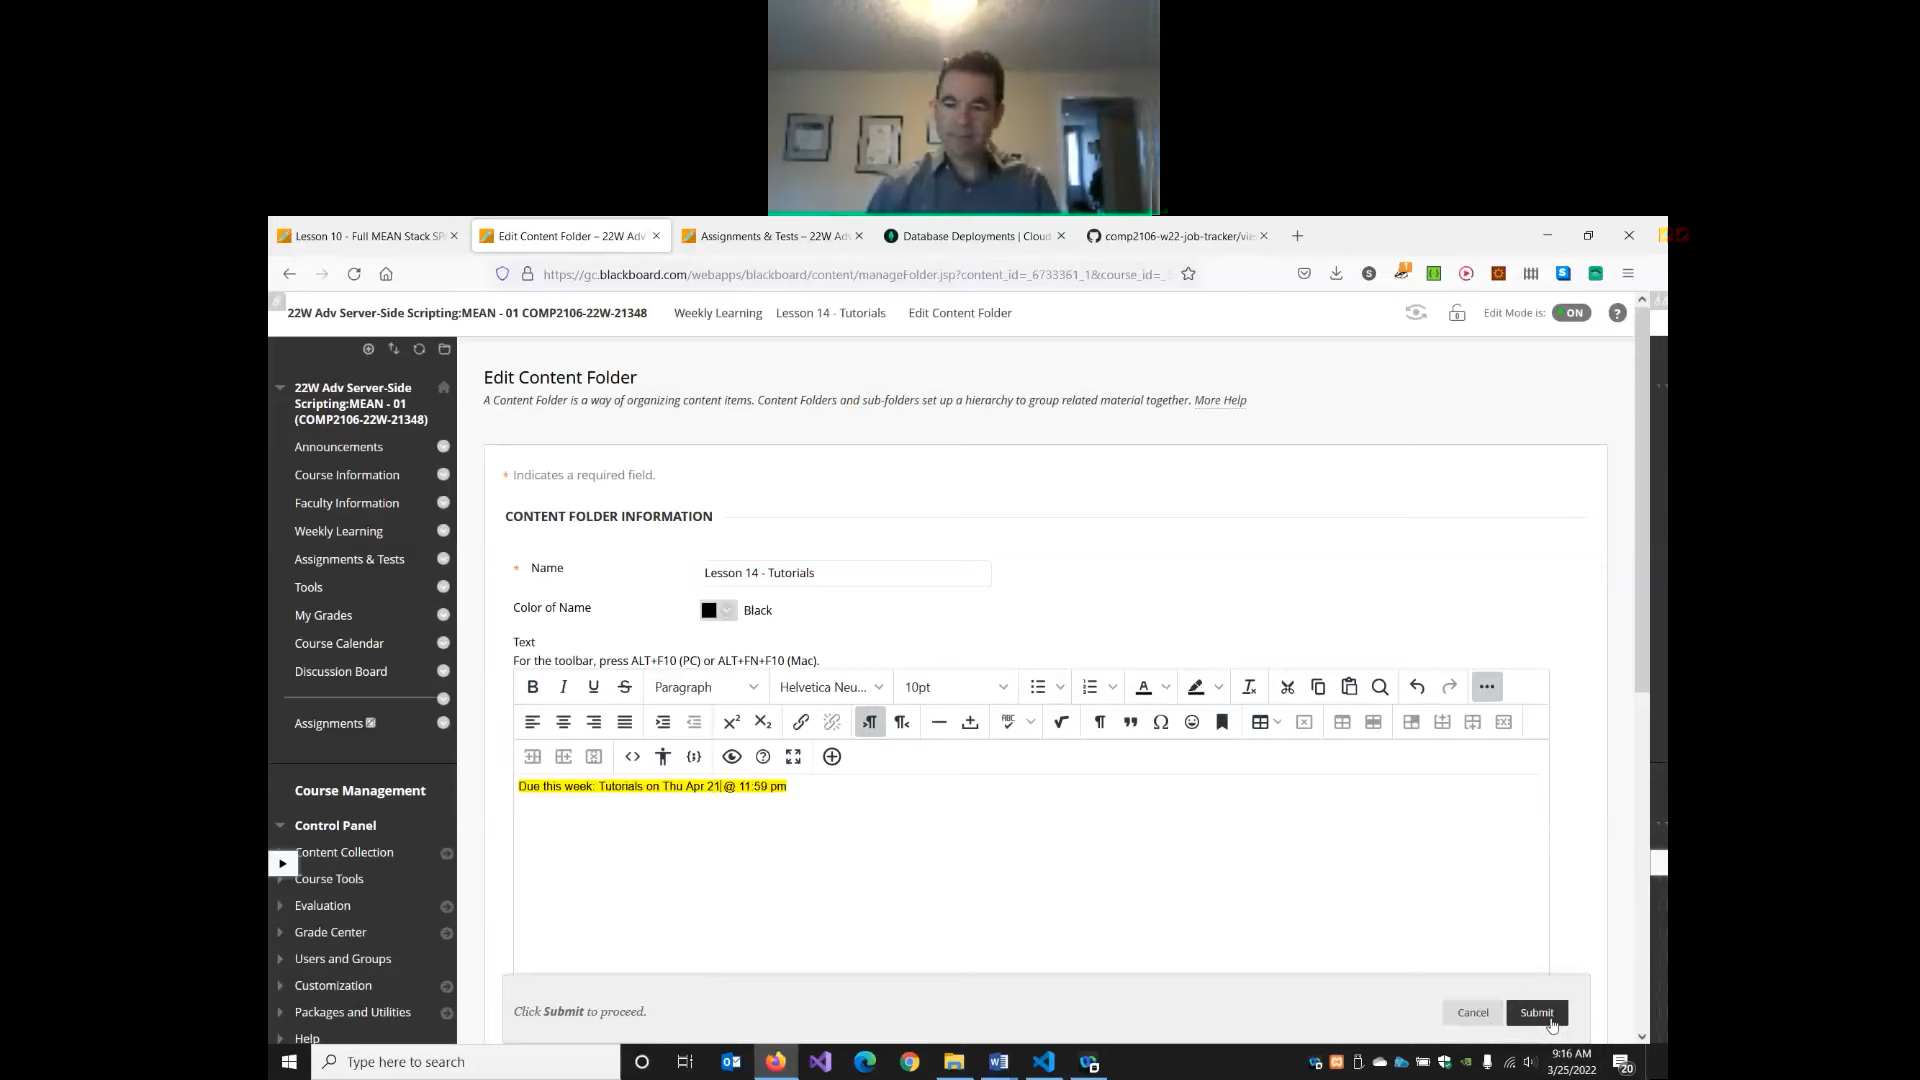 Lesson 10 - Full MEAN Stack SP
Edit Content Folder – 22W Adv
Assignments & Tests – 22W Adv
Database Deployments | Cloud
comp2106-w22-job-tracker/vie
https://gc.blackboard.com/webapps/blackboard/content/manageFolder.jsp?content_id=_6733361_1&course_id=_
22W Adv Server-Side Scripting:MEAN - 01 COMP2106-22W-21348
Weekly Learning
Lesson 14 - Tutorials
Edit Content Folder
Edit Mode is:
ON
?
22W Adv Server-Side
Scripting:MEAN - 01
(COMP2106-22W-21348)
Announcements
Course Information
Faculty Information
Weekly Learning
Assignments & Tests
Tools
My Grades
Course Calendar
Discussion Board
Assignments
Course Management
Control Panel
Content Collection
Course Tools
Evaluation
Grade Center
Users and Groups
Customization
Packages and Utilities
Help
Edit Content Folder
A Content Folder is a way of organizing content items. Content Folders and sub-folders set up a hierarchy to group related material together. More Help
* Indicates a required field.
CONTENT FOLDER INFORMATION
* Name
Lesson 14 - Tutorials
Color of Name
Black
Text
For the toolbar, press ALT+F10 (PC) or ALT+FN+F10 (Mac).
B I U S Paragraph Helvetica Neu... 10pt
Due this week: Tutorials on Thu Apr 21 @ 11:59 pm
Click Submit to proceed.
Cancel
Submit
Type here to search
9:16 AM
3/25/2022
20